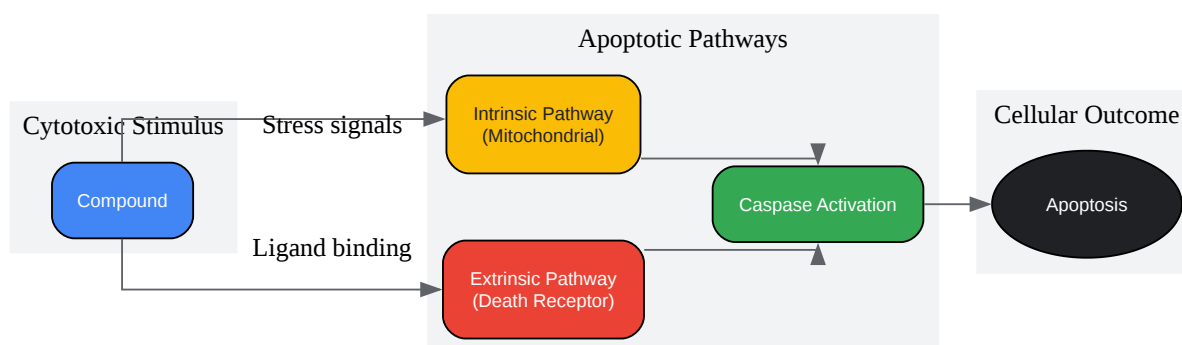 Apoptotic Pathways
Cytotoxic Stimulus
Stress signals
Intrinsic Pathway
(Mitochondrial)
Cellular Outcome
Compound
Caspase Activation
Apoptosis
Ligand binding
Extrinsic Pathway
(Death Receptor)